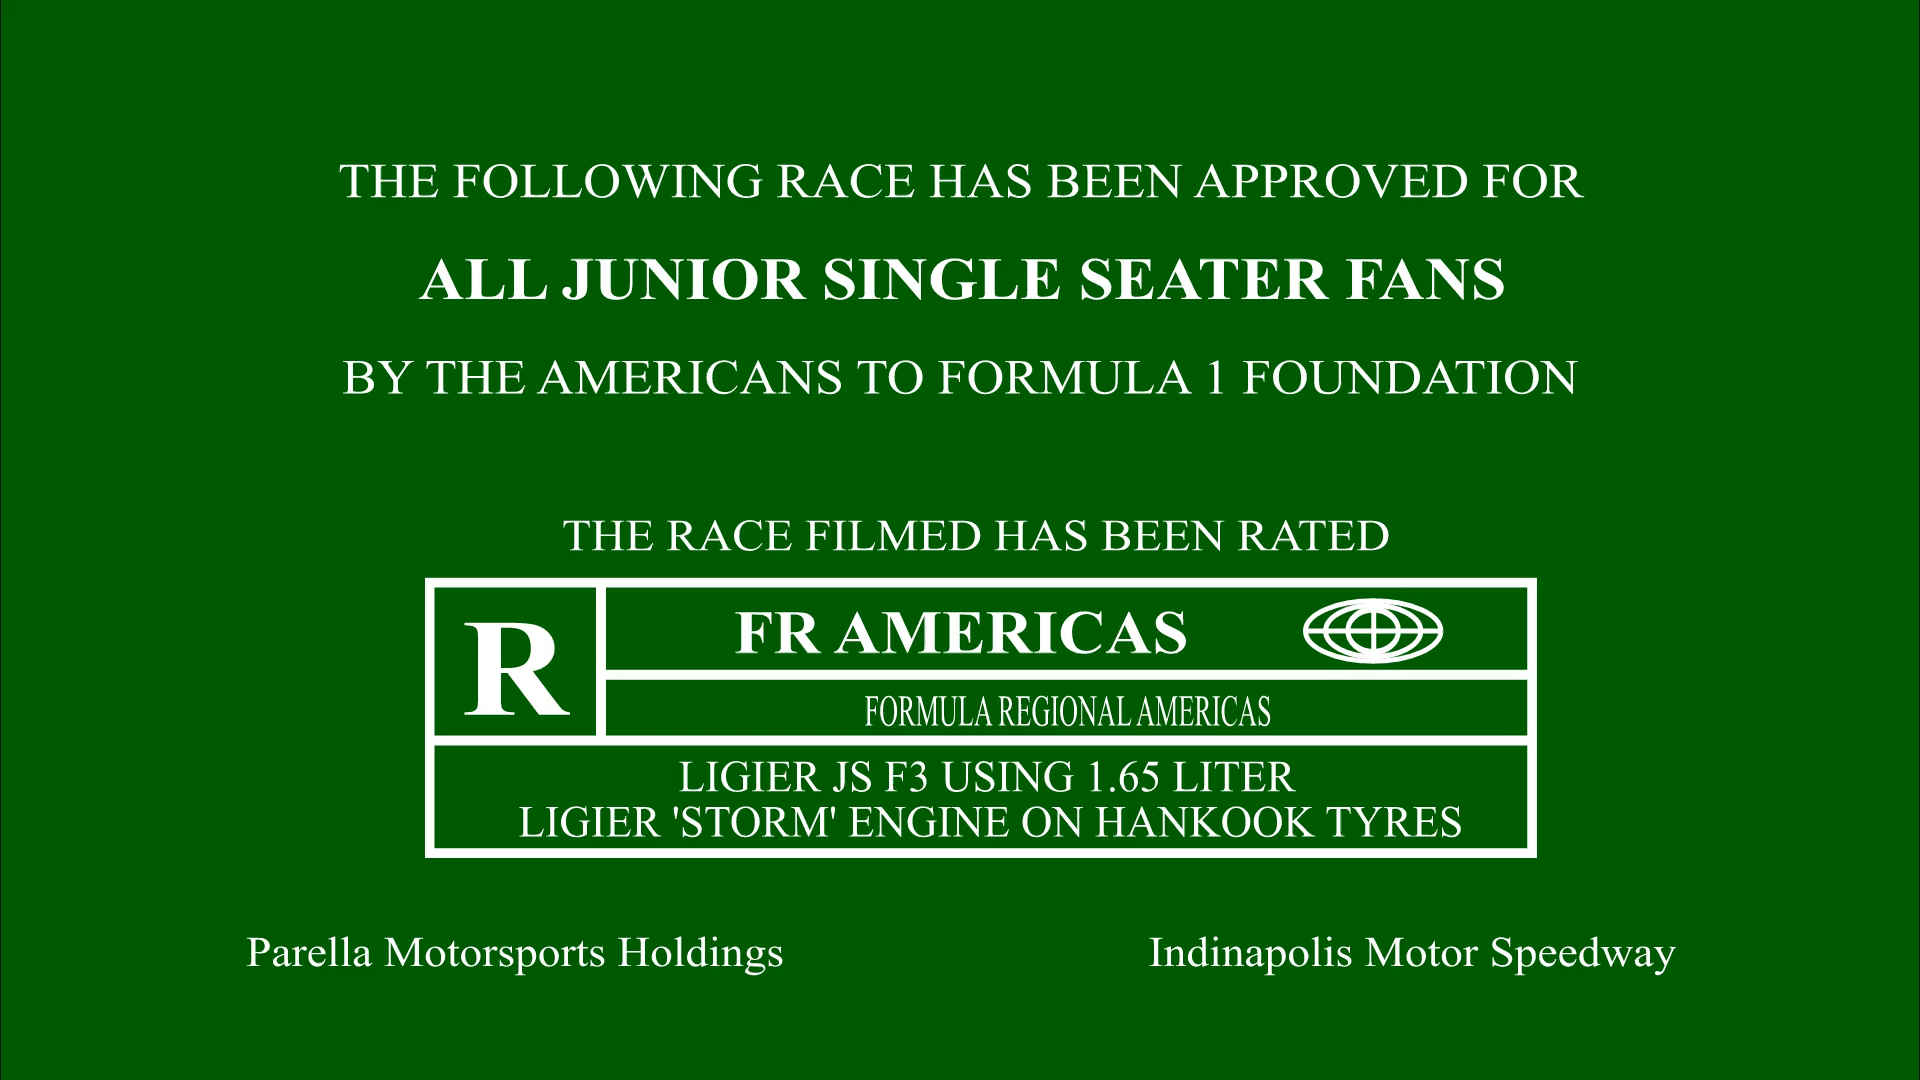 THE FOLLOWING RACE HAS BEEN APPROVED FOR
ALL JUNIOR SINGLE SEATER FANS
BY THE AMERICANS TO FORMULA 1 FOUNDATION
THE RACE FILMED HAS BEEN RATED
R
FR AMERICAS
FORMULA REGIONAL AMERICAS
LIGIER JS F3 USING 1.65 LITER
LIGIER 'STORM' ENGINE ON HANKOOK TYRES
Parella Motorsports Holdings
Indinapolis Motor Speedway